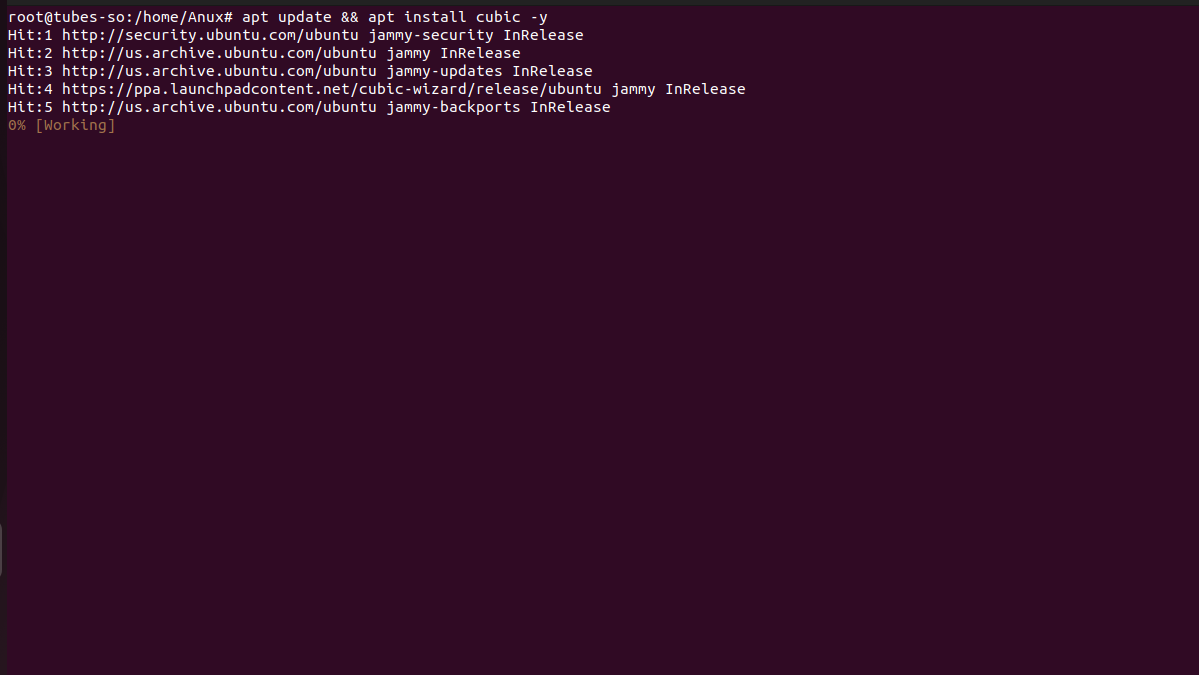 root@tubes-so:/home/Anux# apt update && apt install cubic -y
Hit:1 http://security.ubuntu.com/ubuntu jammy-security InRelease
Hit:2 http://us.archive.ubuntu.com/ubuntu jammy InRelease
Hit:3 http://us.archive.ubuntu.com/ubuntu jammy-updates InRelease
Hit:4 https://ppa.launchpadcontent.net/cubic-wizard/release/ubuntu jammy InRelease
Hit:5 http://us.archive.ubuntu.com/ubuntu jammy-backports InRelease
0% [Working]